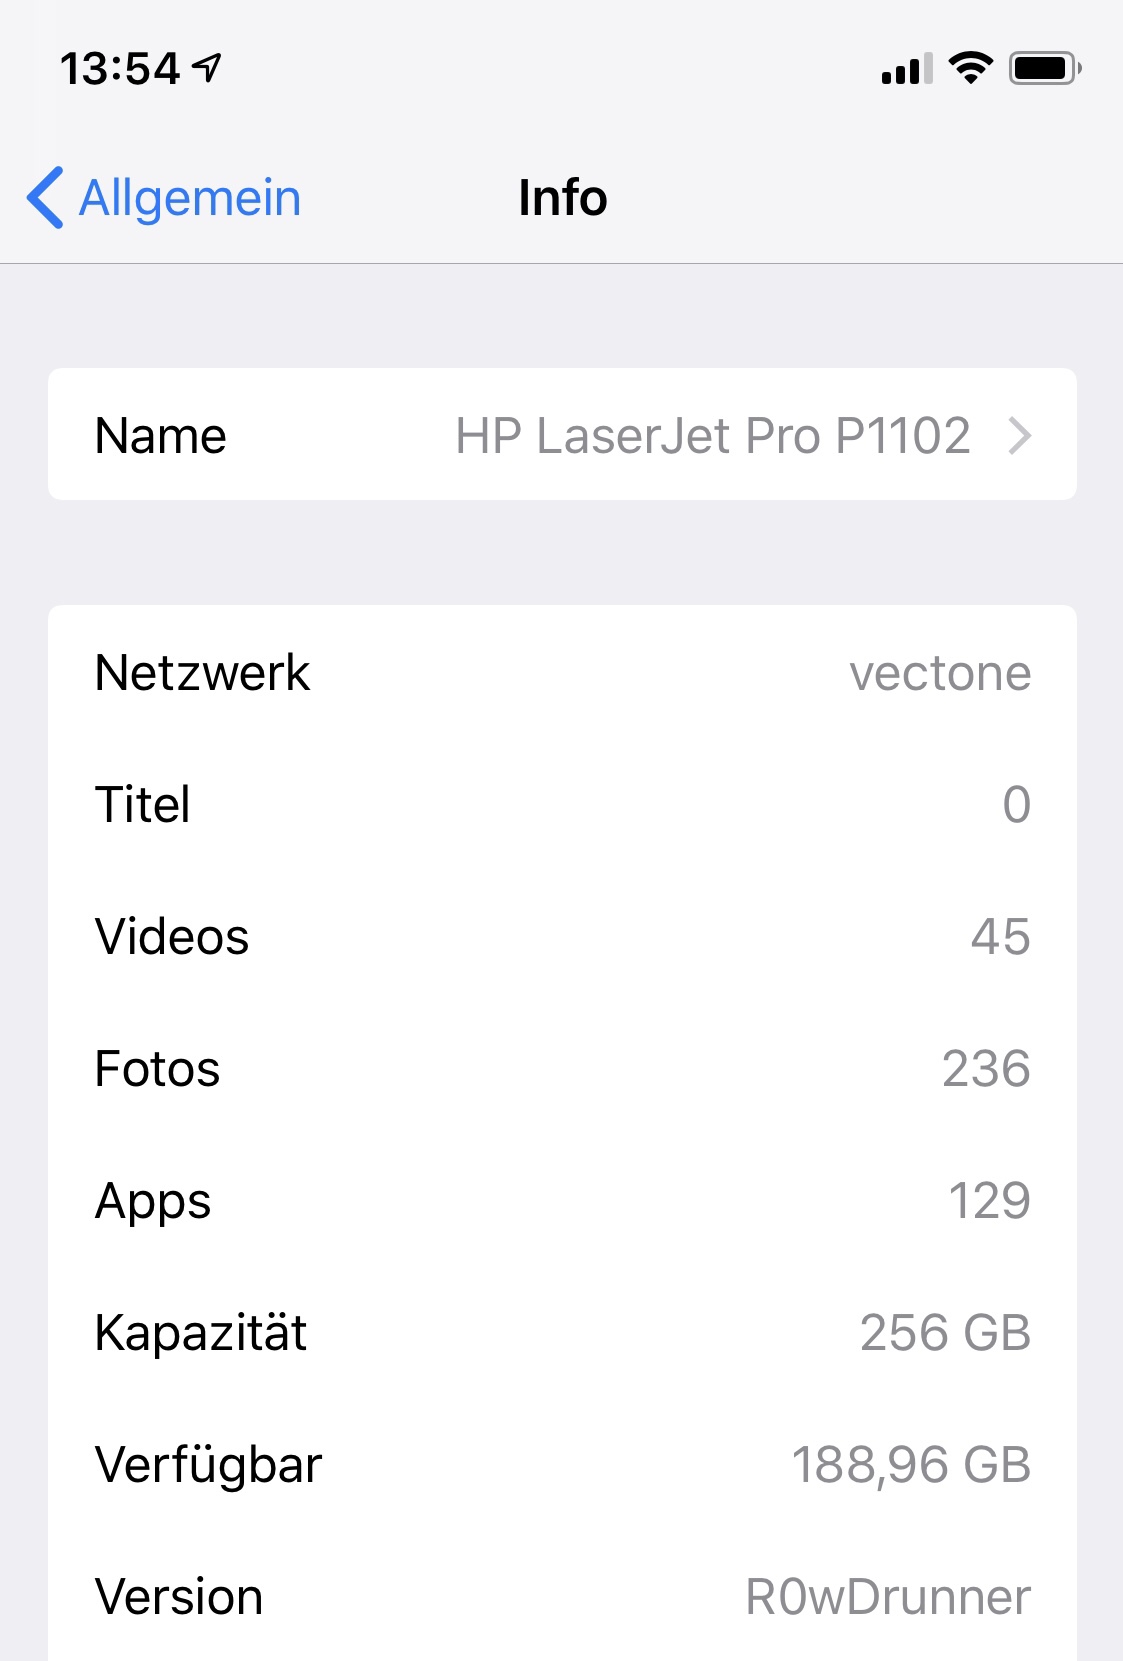 13:54
Allgemein Info
Name HP LaserJet Pro P1102
Netzwerk vectone
Titel 0
Videos 45
Fotos 236
Apps 129
Kapazität 256 GB
Verfügbar 188,96 GB
Version R0wDrunner